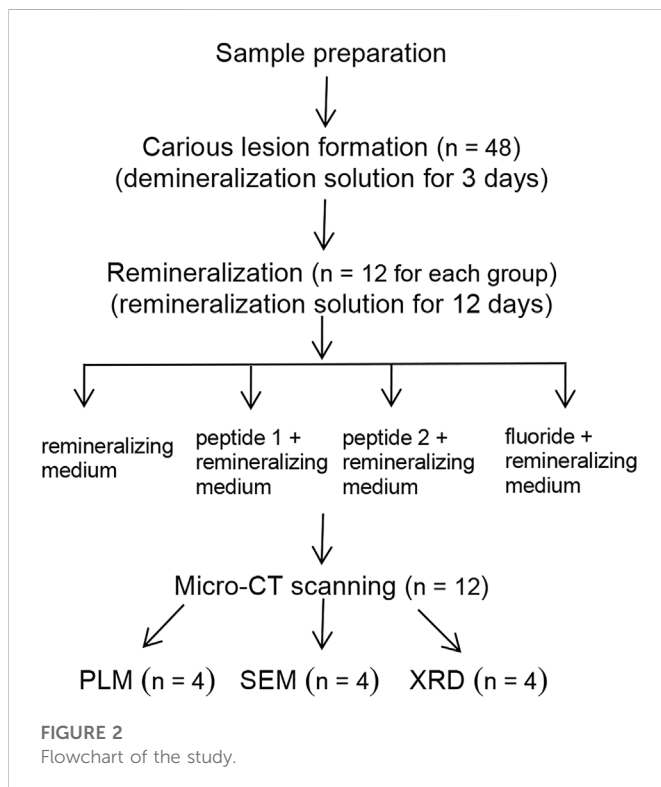 Sample preparation
Carious lesion formation (n = 48)
(demineralization solution for 3 days)
Remineralization (n = 12 for each group)
(remineralization solution for 12 days)
remineralizing
medium
peptide 1 +
remineralizing
medium
peptide 2 +
remineralizing
medium
fluoride +
remineralizing
medium
Micro-CT scanning (n = 12)
PLM (n = 4) SEM (n = 4) XRD (n = 4)
FIGURE 2
Flowchart of the study.